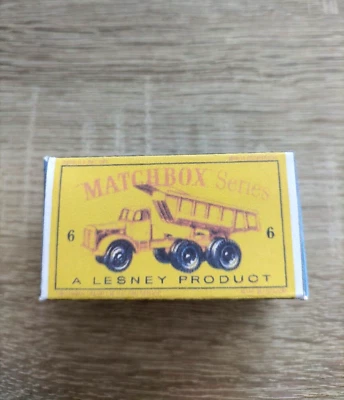 MATCHBOX Series
6 6
A LESNEY PRODUCT